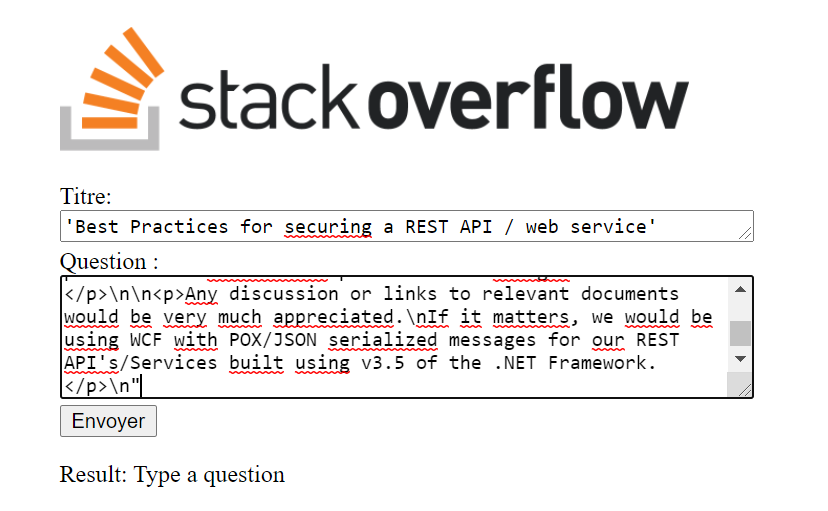 stackoverflow
Titre:
'Best Practices for securing a REST API / web service'
Question :
</p>\n\n<p>Any discussion or links to relevant documents
would be very much appreciated.\nIf it matters, we would be
using WCF with POX/JSON serialized messages for our REST
API's/Services built using v3.5 of the .NET Framework.
</p>\n"
Envoyer
Result: Type a question